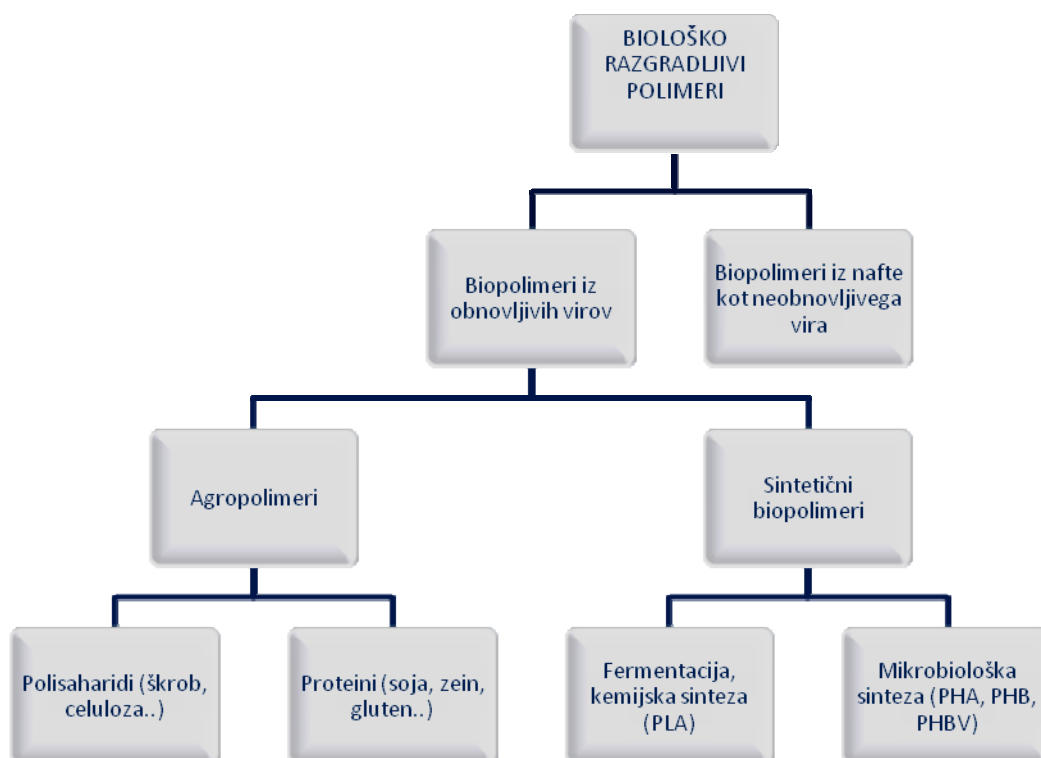 BIOLOŠKO
RAZGRADLJIVI
POLIMERI
Biopolimeri iz
obnovljivih virov
Biopolimeri iz nafte
kot neobnovljivega
vira
Agropolimeri
Sintetični
biopolimeri
Polisaharidi (škrob,
celuloza..)
Proteini (soja, zein,
gluten..)
Fermentacija,
kemijska sinteza
(PLA)
Mikrobiološka
sinteza (PHA, PHB,
PHBV)